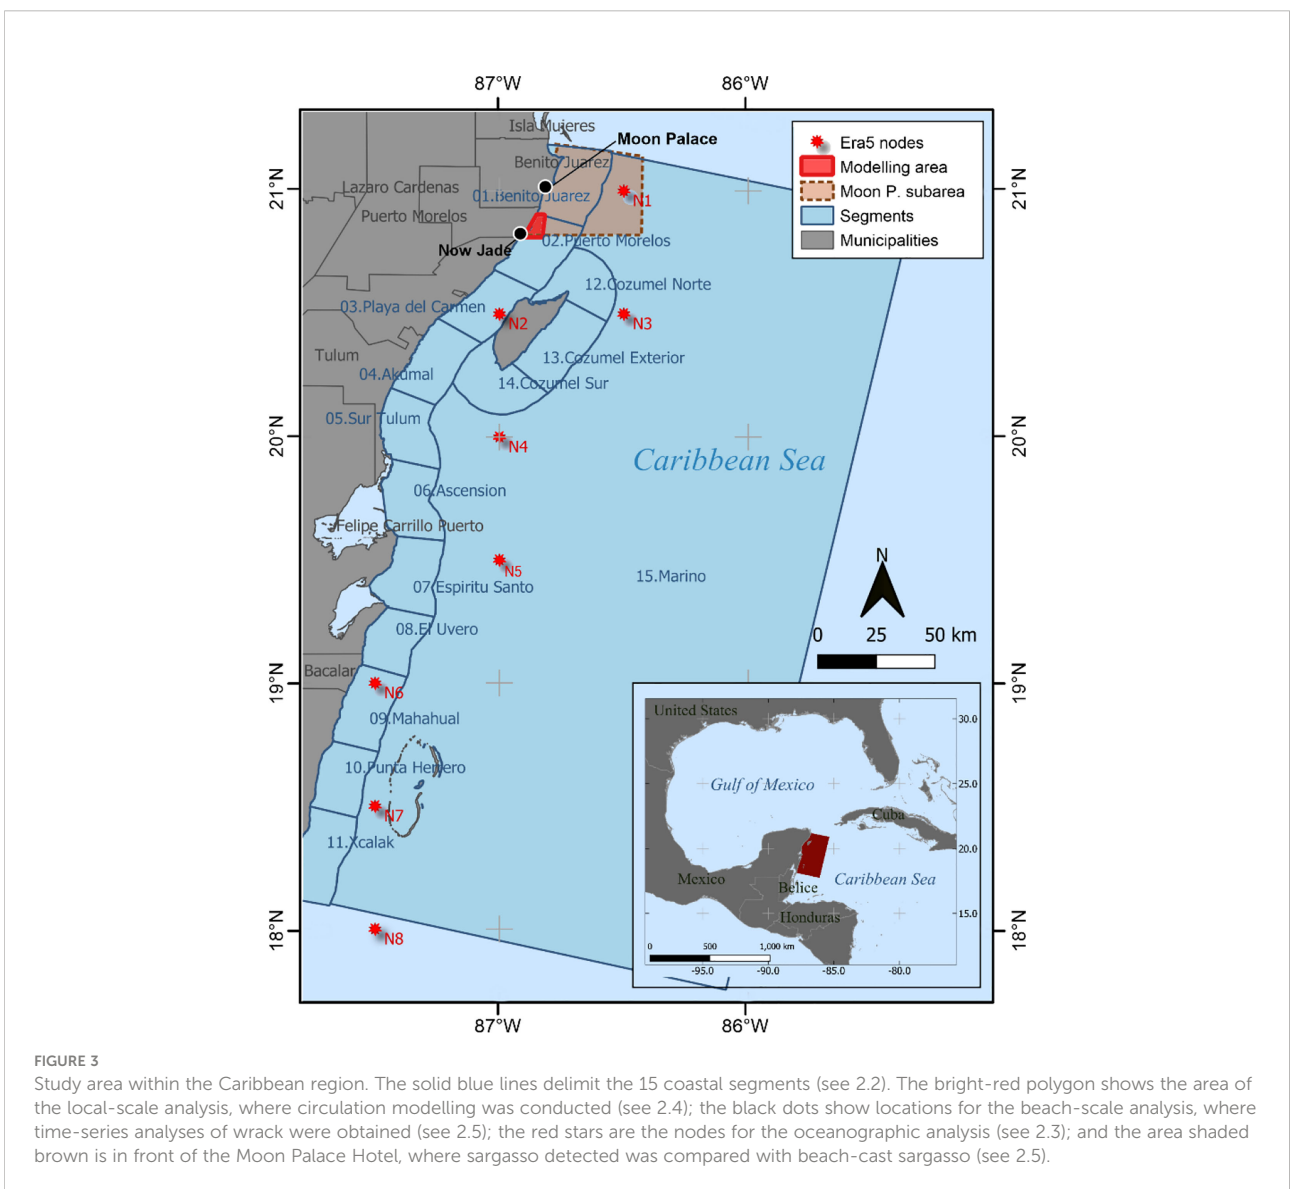 87°W 86°W
Isla Mujeres
Moon Palace
Benito Juarez
Lazaro Cardenas
01.Benito Juarez
N1
Puerto Morelos
Now Jade
02.Puerto Morelos
12.Cozumel Norte
03.Playa del Carmen
N2
N3
Tulum
13.Cozumel Exterior
04.Akumal
14.Cozumel Sur
05.Sur Tulum
N4
Caribbean Sea
06.Ascension
Felipe Carrillo Puerto
N5
15.Marino
07.Espiritu Santo
08.El Uvero
Bacalar
N6
09.Mahahual
10.Punta Herrero
N7
11.Xcalak
N8
21°N
20°N
19°N
18°N
21°N
20°N
19°N
18°N
87°W 86°W
Era5 nodes
Modelling area
Moon P. subarea
Segments
Municipalities
N
0 25 50 km
United States
Gulf of Mexico
Cuba
Mexico
Belice
Caribbean Sea
Honduras
30.0
25.0
20.0
15.0
0 500 1,000 km
-95.0 -90.0 -85.0 -80.0
FIGURE 3
Study area within the Caribbean region. The solid blue lines delimit the 15 coastal segments (see 2.2). The bright-red polygon shows the area of
the local-scale analysis, where circulation modelling was conducted (see 2.4); the black dots show locations for the beach-scale analysis, where
time-series analyses of wrack were obtained (see 2.5); the red stars are the nodes for the oceanographic analysis (see 2.3); and the area shaded
brown is in front of the Moon Palace Hotel, where sargasso detected was compared with beach-cast sargasso (see 2.5).